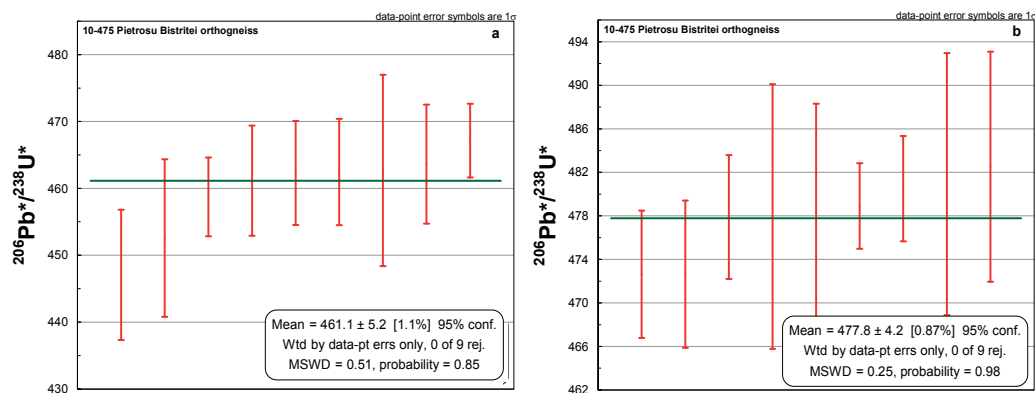 data-point error symbols are 1σ
10-475 Pietrosu Bistritei orthogneiss
a
480
470
460
450
440
430
206Pb*/238U*
Mean = 461.1 ± 5.2 [1.1%] 95% conf.
Wtd by data-pt errs only, 0 of 9 rej.
MSWD = 0.51, probability = 0.85
data-point error symbols are 1σ
10-475 Pietrosu Bistritei orthogneiss
b
494
490
486
482
478
474
470
466
462
206Pb*/238U*
Mean = 477.8 ± 4.2 [0.87%] 95% conf.
Wtd by data-pt errs only, 0 of 9 rej.
MSWD = 0.25, probability = 0.98